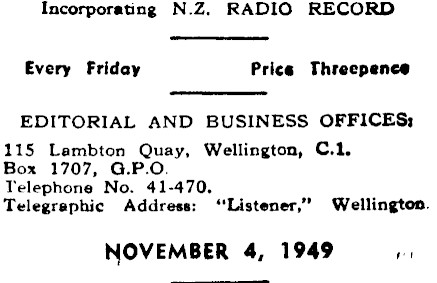 Incorporating N.Z. RADIO RECORD
Every Friday Price Threepence
EDITORIAL AND BUSINESS OFFICES:
115 Lambton Quay, Wellington, C.1.
Box 1707, G.P.O.
Telephone No. 41-470.
Telegraphic Address: "Listener," Wellington.
NOVEMBER 4, 1949